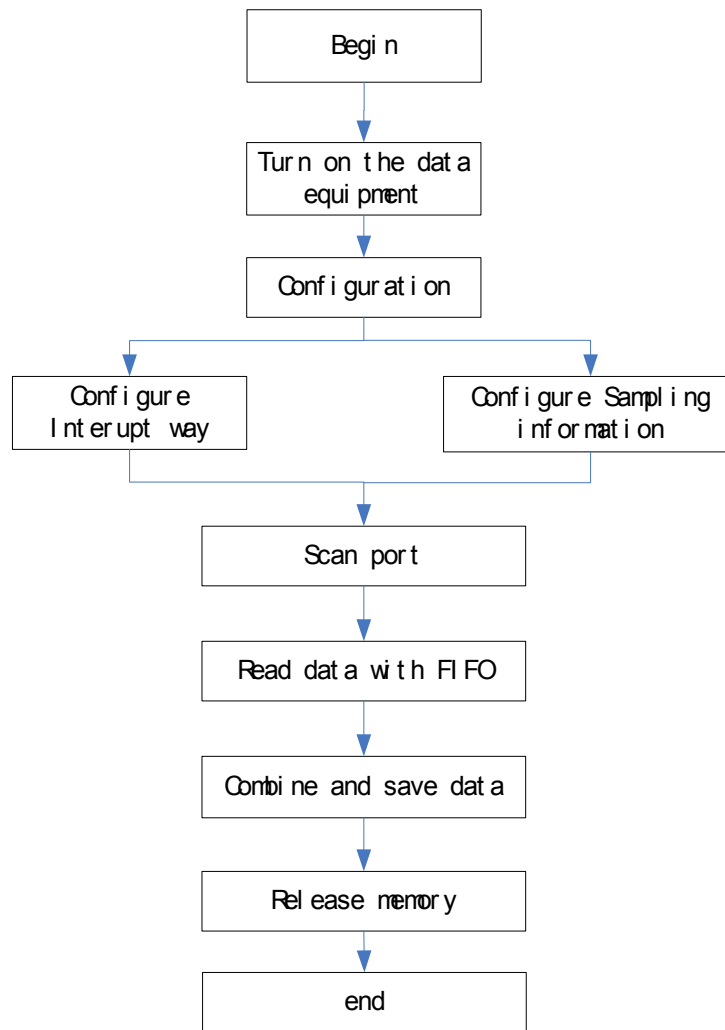 Begin
Turn on the data
equipment
Configuration
Configure
Interupt way
Configure Sampling
information
Scan port
Read data with FIFO
Combine and save data
Release memory
end